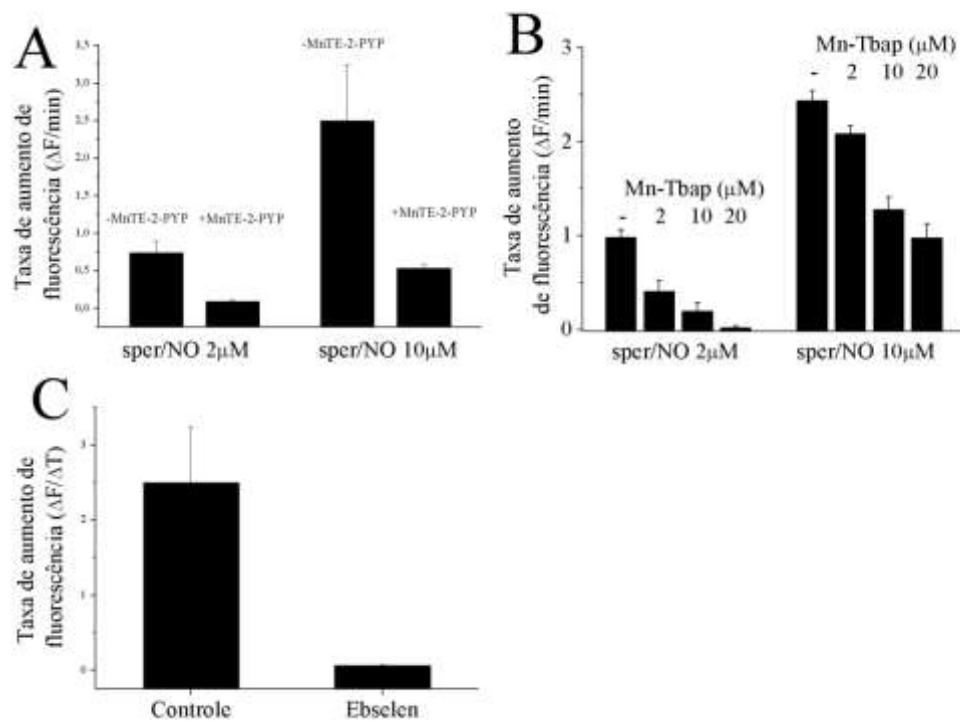 A
Taxa de aumento de
fluorescência (ΔF/min)
3,5
3,0
2,5
2,0
1,5
1,0
0,5
0,0
-MnTE-2-PYP
-MnTE-2-PYP
+MnTE-2-PYP
+MnTE-2-PYP
sper/NO 2μM
sper/NO 10μM
B
Taxa de aumento
de fluorescência (ΔF/min)
3
2
1
0
Mn-Tbap (μM)
- 2 10 20
Mn-Tbap (μM)
- 2 10 20
sper/NO 2μM
sper/NO 10μM
C
Taxa de aumento de
fluorescência (ΔF/ΔT)
3
2
1
0
Controle
Ebselen